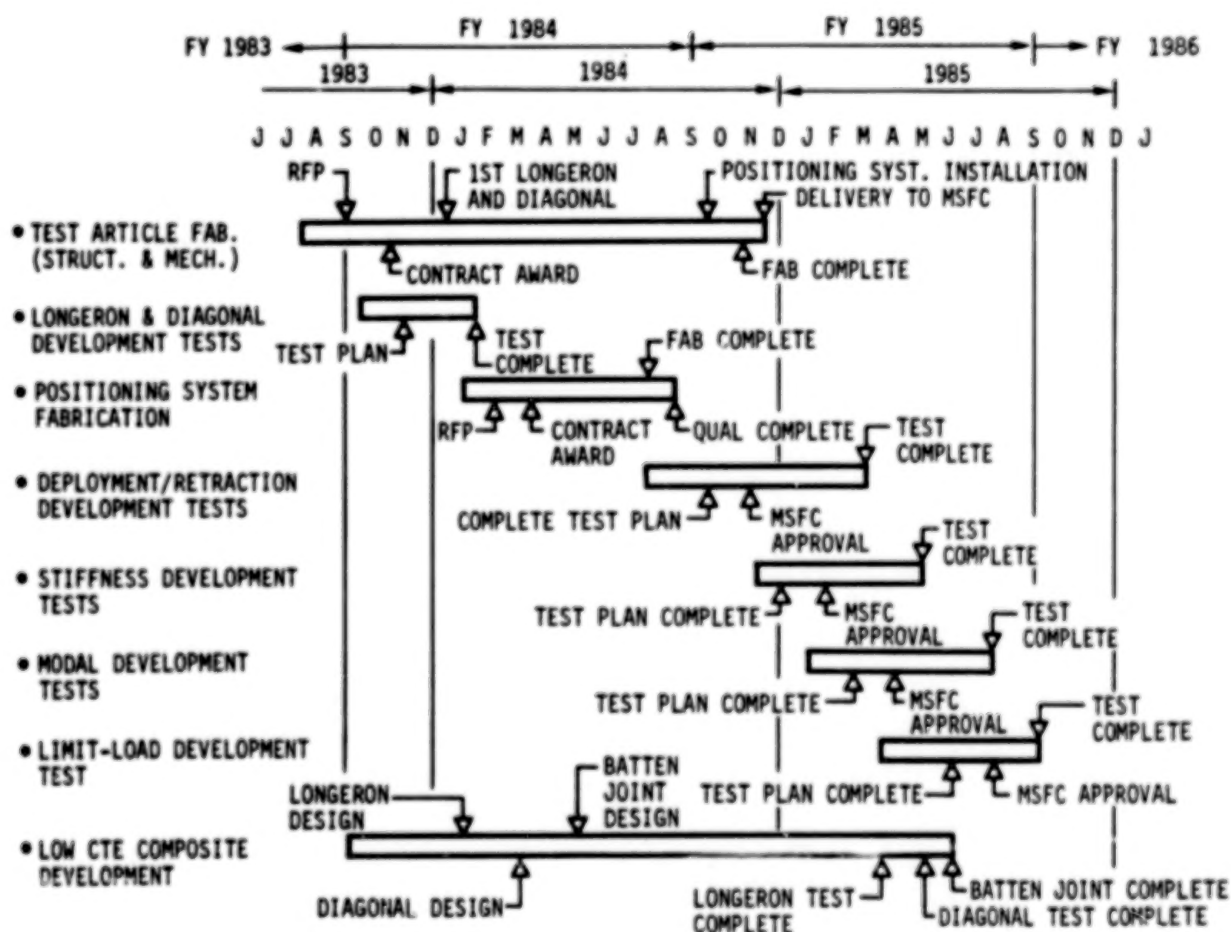 FY 1984 FY 1985
FY 1983 FY 1986
1983 1984 1985
J J A S O N D J F M A M J J A S O N D J F M A M J J A S O N D J
RFP 1ST LONGERON AND DIAGONAL
POSITIONING SYST. INSTALLATION
DELIVERY TO MSFC
• TEST ARTICLE FAB.
(STRUCT. & MECH.)
CONTRACT AWARD
FAB COMPLETE
• LONGERON & DIAGONAL
DEVELOPMENT TESTS
TEST PLAN
TEST
COMPLETE
FAB COMPLETE
• POSITIONING SYSTEM
FABRICATION
RFP
CONTRACT
AWARD
QUAL COMPLETE
TEST
COMPLETE
• DEPLOYMENT/RETRACTION
DEVELOPMENT TESTS
COMPLETE TEST PLAN
MSFC
APPROVAL
TEST
COMPLETE
• STIFFNESS DEVELOPMENT
TESTS
TEST PLAN COMPLETE
MSFC
APPROVAL
TEST
COMPLETE
• MODAL DEVELOPMENT
TESTS
TEST PLAN COMPLETE
MSFC
APPROVAL
TEST
COMPLETE
• LIMIT-LOAD DEVELOPMENT
TEST
TEST PLAN COMPLETE
MSFC APPROVAL
LONGERON
DESIGN
BATTEN
JOINT
DESIGN
• LOW CTE COMPOSITE
DEVELOPMENT
DIAGONAL DESIGN
LONGERON TEST
COMPLETE
BATTEN JOINT COMPLETE
DIAGONAL TEST COMPLETE